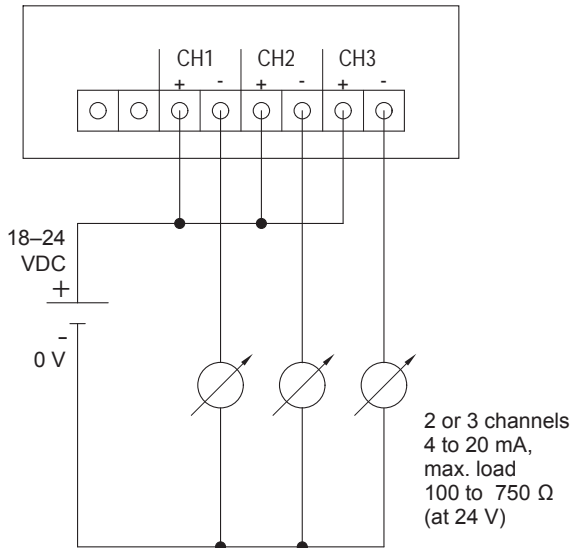 CH1 CH2 CH3
+ - + - + -
18–24
VDC
+
-
0 V
2 or 3 channels
4 to 20 mA,
max. load
100 to 750 Ω
(at 24 V)